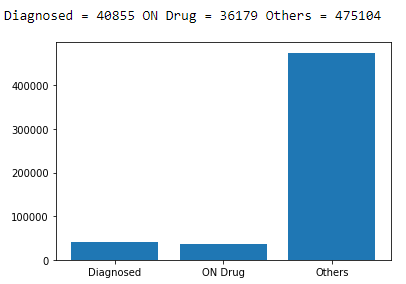 Diagnosed = 40855 ON Drug = 36179 Others = 475104
400000
300000
200000
100000
0
Diagnosed ON Drug Others